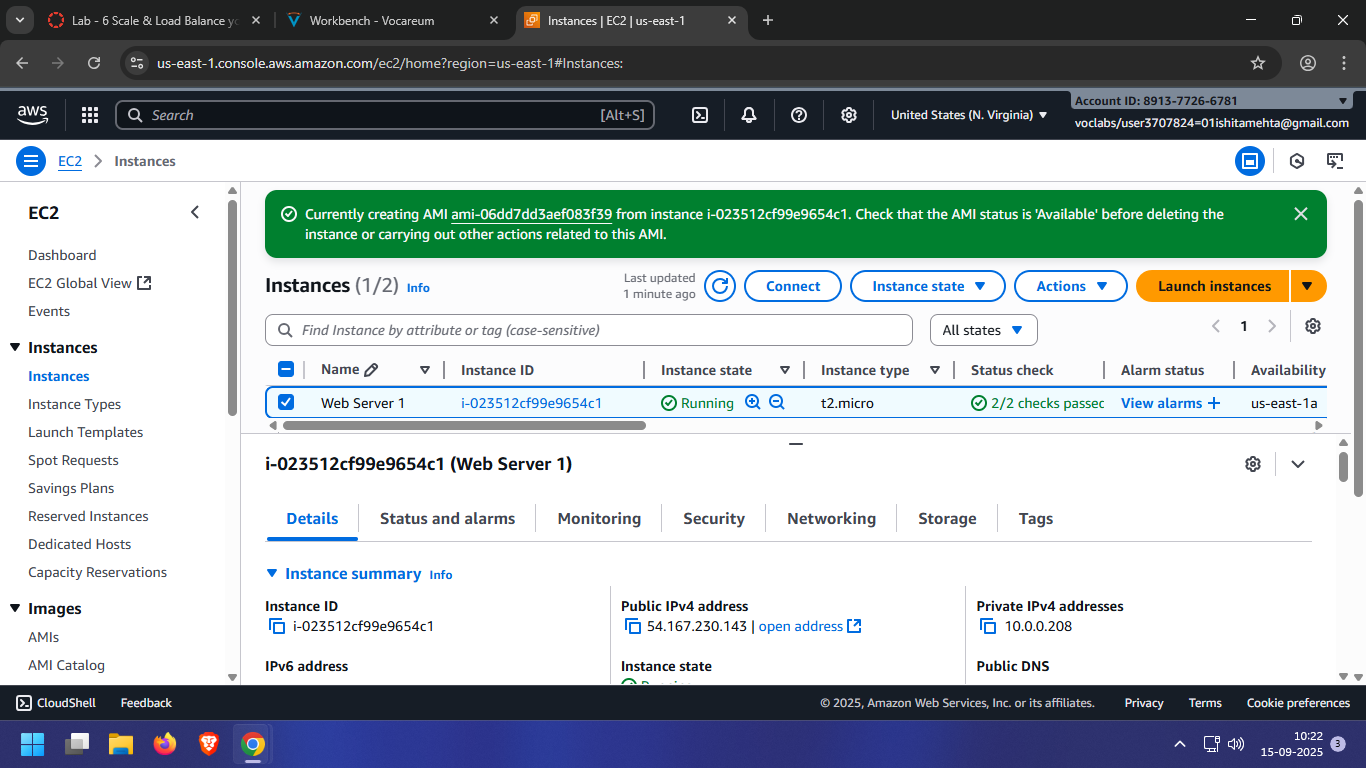 Lab - 6 Scale & Load Balance yo
Workbench - Vocareum
Instances | EC2 | us-east-1
us-east-1.console.aws.amazon.com/ec2/home?region=us-east-1#Instances:
aws
Search
[Alt+S]
United States (N. Virginia)
Account ID: 8913-7726-6781
voclabs/user3707824=01ishitamehta@gmail.com
EC2
Instances
EC2
Dashboard
EC2 Global View
Events
Instances
Instances
Instance Types
Launch Templates
Spot Requests
Savings Plans
Reserved Instances
Dedicated Hosts
Capacity Reservations
Images
AMIs
AMI Catalog
Currently creating AMI ami-06dd7dd3aef083f39 from instance i-023512cf99e9654c1. Check that the AMI status is 'Available' before deleting the
instance or carrying out other actions related to this AMI.
Instances (1/2) Info
Last updated
1 minute ago
Connect
Instance state
Actions
Launch instances
Find Instance by attribute or tag (case-sensitive)
All states
1
Name Instance ID Instance state Instance type Status check Alarm status Availability
Web Server 1 i-023512cf99e9654c1 Running t2.micro 2/2 checks passec View alarms + us-east-1a
i-023512cf99e9654c1 (Web Server 1)
Details Status and alarms Monitoring Security Networking Storage Tags
Instance summary Info
Instance ID
i-023512cf99e9654c1
Public IPv4 address
54.167.230.143 | open address
Private IPv4 addresses
10.0.0.208
IPv6 address
Instance state
Running
Public DNS
CloudShell
Feedback
© 2025, Amazon Web Services, Inc. or its affiliates.
Privacy
Terms
Cookie preferences
10:22
15-09-2025
3